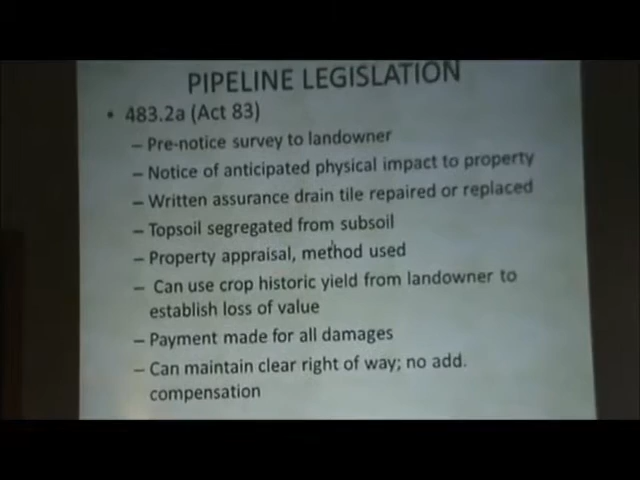 PIPELINE LEGISLATION
• 483.2a (Act 83)
– Pre-notice survey to landowner
– Notice of anticipated physical impact to property
– Written assurance drain tile repaired or replaced
– Topsoil segregated from subsoil
– Property appraisal, method used
– Can use crop historic yield from landowner to
establish loss of value
– Payment made for all damages
– Can maintain clear right of way; no add.
compensation